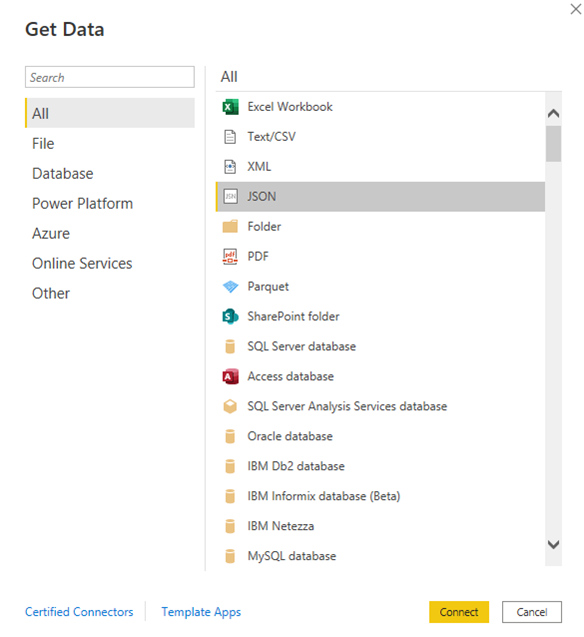 Get Data
Search
All
File
Database
Power Platform
Azure
Online Services
Other
All
Excel Workbook
Text/CSV
XML
JSON
Folder
PDF
Parquet
SharePoint folder
SQL Server database
Access database
SQL Server Analysis Services database
Oracle database
IBM Db2 database
IBM Informix database (Beta)
IBM Netezza
MySQL database
Certified Connectors
Template Apps
Connect
Cancel